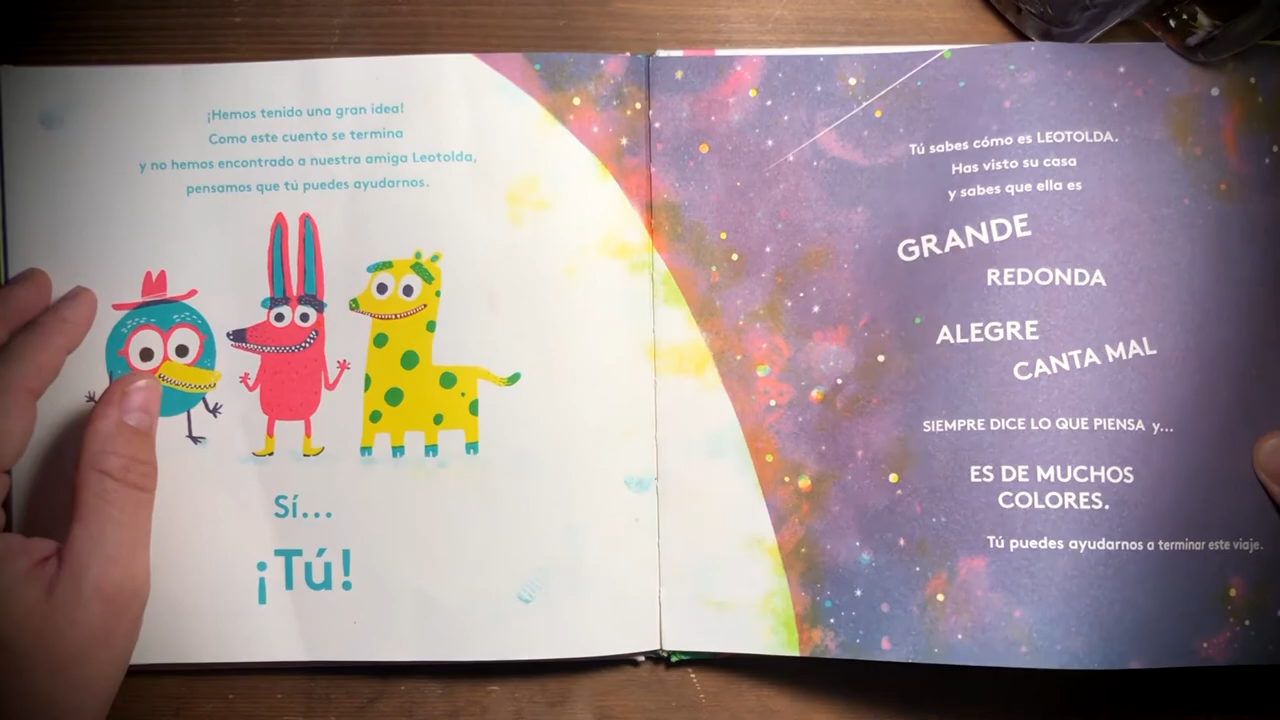 ¡Hemos tenido una gran idea!
Como este cuento se termina
y no hemos encontrado a nuestra amiga Leotolda,
pensamos que tú puedes ayudarnos.
Sí...
¡Tú!
Tú sabes cómo es LEOTOLDA.
Has visto su casa
y sabes que ella es
GRANDE
REDONDA
ALEGRE
CANTA MAL
SIEMPRE DICE LO QUE PIENSA y...
ES DE MUCHOS
COLORES.
Tú puedes ayudarnos a terminar este viaje.